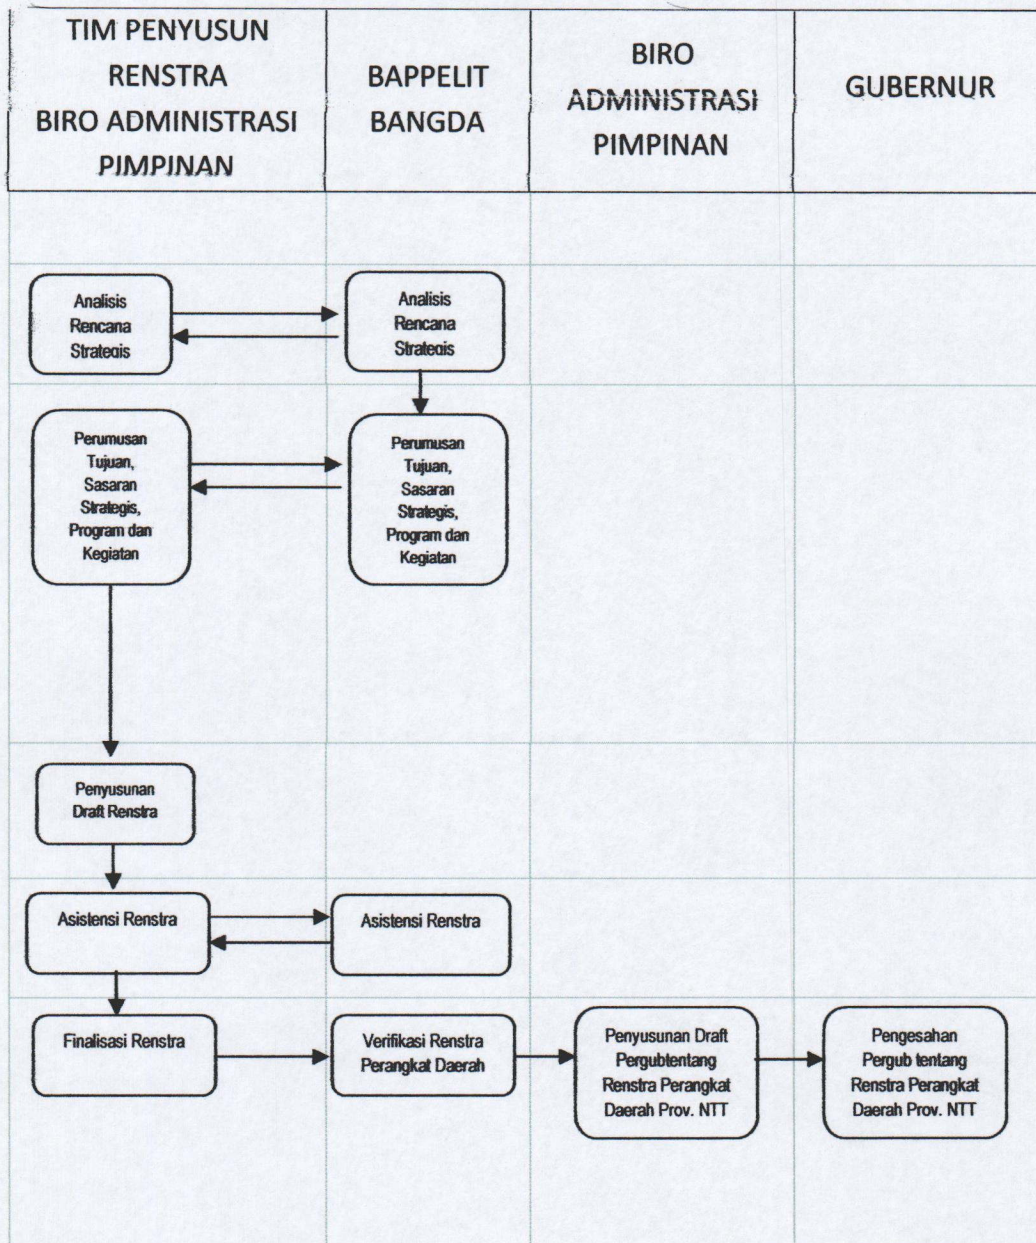 TIM PENYUSUN
RENSTRA
BIRO ADMINISTRASI
PIMPINAN
BAPPELIT
BANGDA
BIRO
ADMINISTRASI
PIMPINAN
GUBERNUR
Analisis
Rencana
Strategis
Analisis
Rencana
Strategis
Perumusan
Tujuan,
Sasaran
Strategis,
Program dan
Kegiatan
Perumusan
Tujuan,
Sasaran
Strategis,
Program dan
Kegiatan
Penyusunan
Draft Renstra
Asistensi Renstra
Asistensi Renstra
Finalisasi Renstra
Verifikasi Renstra
Perangkat Daerah
Penyusunan Draft
Pergubtentang
Renstra Perangkat
Daerah Prov. NTT
Pengesahan
Pergub tentang
Renstra Perangkat
Daerah Prov. NTT